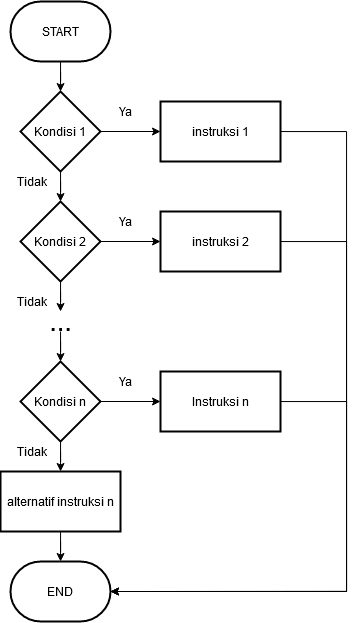 START
Ya
Kondisi 1
instruksi 1
Tidak
Ya
Kondisi 2
instruksi 2
Tidak
...
Ya
Kondisi n
Instruksi n
Tidak
alternatif instruksi n
END